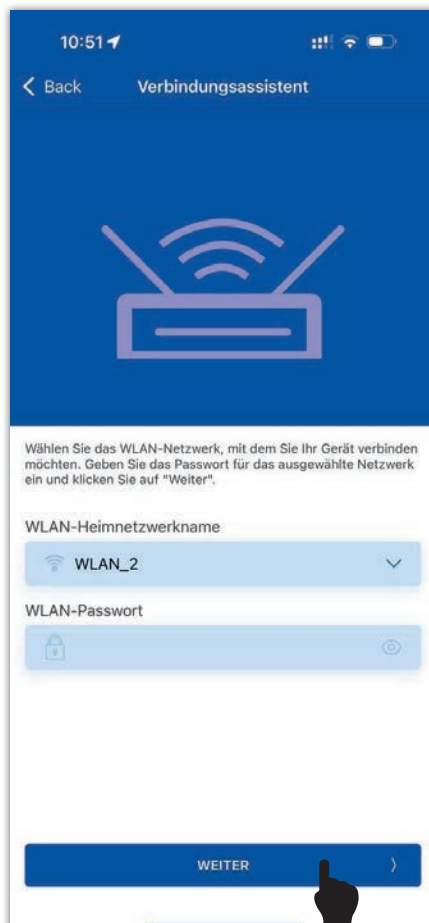 10:51
Back Verbindungsassistent
Wählen Sie das WLAN-Netzwerk, mit dem Sie Ihr Gerät verbinden
möchten. Geben Sie das Passwort für das ausgewählte Netzwerk
ein und klicken Sie auf "Weiter".
WLAN-Heimnetzwerkname
WLAN_2
WLAN-Passwort
WEITER